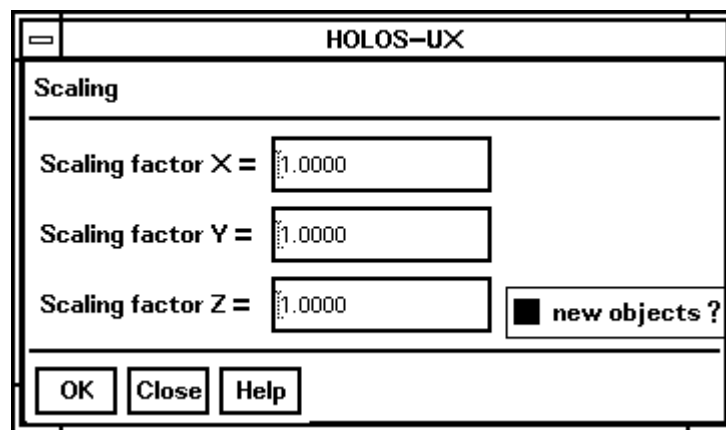 HOLOS-UX
Scaling
Scaling factor X = 1.0000
Scaling factor Y = 1.0000
Scaling factor Z = 1.0000
new objects ?
OK Close Help